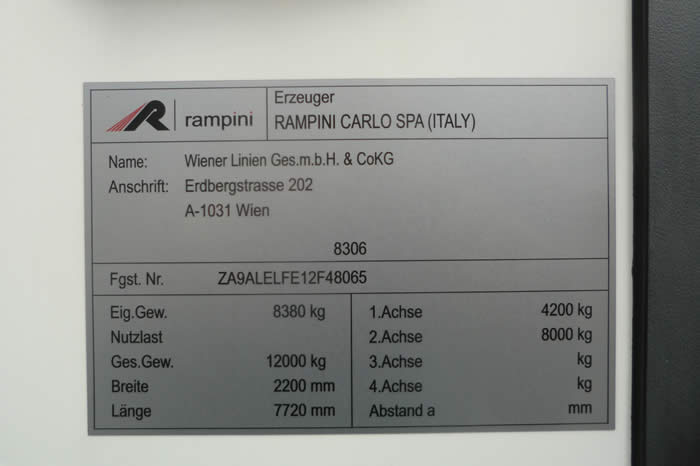 rampini
Erzeuger
RAMPINI CARLO SPA (ITALY)
Name: Wiener Linien Ges.m.b.H. & CoKG
Anschrift: Erdbergstrasse 202
A-1031 Wien
8306
Fgst. Nr. ZA9ALELFE12F48065
Eig.Gew. 8380 kg
Nutzlast
Ges.Gew. 12000 kg
Breite 2200 mm
Länge 7720 mm
1.Achse 4200 kg
2.Achse 8000 kg
3.Achse kg
4.Achse kg
Abstand a mm